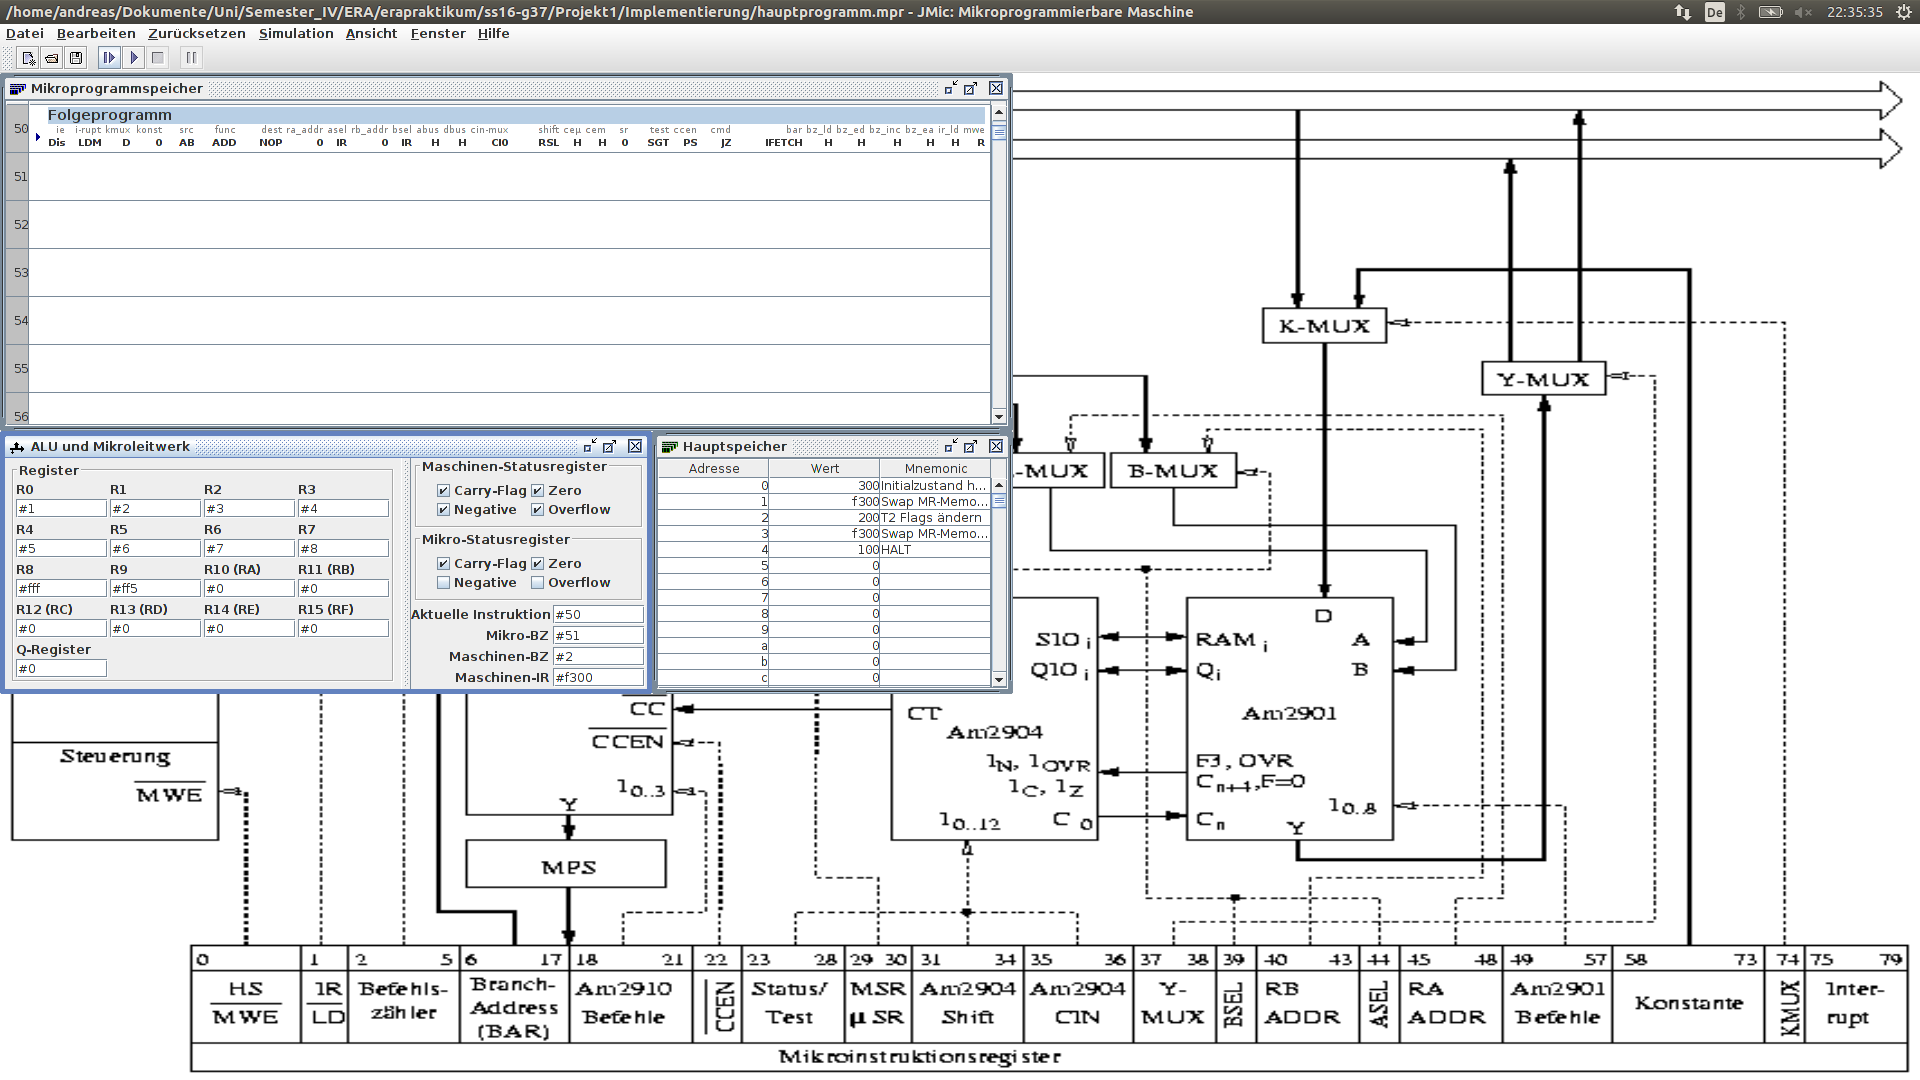 /home/andreas/Dokumente/Uni/Semester_IV/ERA/erapraktikum/ss16-g37/Projekt1/Implementierung/hauptprogramm.mpr - JMic: Mikroprogrammierbare Maschine
De
22:35:35
Datei Bearbeiten Zurücksetzen Simulation Ansicht Fenster Hilfe
Mikroprogrammspeicher
50 Folgeprogramm
ie i-rupt kmux konst src func dest ra_addr asel rb_addr bsel abus dbus cin-mux shift ceµ cem sr test ccen cmd bar bz_ld bz_ed bz_inc bz_ea ir_ld mwe
Dis LDM D 0 AB ADD NOP 0 IR 0 IR H H CI0 RSL H H 0 SGT PS JZ IFETCH H H H H H R
51
52
53
54
55
56
ALU und Mikroleitwerk
Register
R0 R1 R2 R3
#1 #2 #3 #4
R4 R5 R6 R7
#5 #6 #7 #8
R8 R9 R10 (RA) R11 (RB)
#fff #ff5 #0 #0
R12 (RC) R13 (RD) R14 (RE) R15 (RF)
#0 #0 #0 #0
Q-Register
#0
Maschinen-Statusregister
Carry-Flag Zero
Negative Overflow
Mikro-Statusregister
Carry-Flag Zero
Negative Overflow
Aktuelle Instruktion #50
Mikro-BZ #51
Maschinen-BZ #2
Maschinen-IR #f300
Hauptspeicher
Adresse Wert Mnemonic
0 300 Initialzustand h...
1 f300 Swap MR-Memo...
2 200 T2 Flags ändern
3 f300 Swap MR-Memo...
4 100 HALT
5 0
6 0
7 0
8 0
9 0
a 0
b 0
c 0
K-MUX
Y-MUX
-MUX B-MUX
D
SIO i RAM i A
QIO i Qi B
CC CT Am2904 Am2901
Steuerung CCEN
MWE I0..3 IN, IOVR F3, OVR
IC, IZ Cn+4,F=0
Y I0..12 C0 Cn Y I0..8
MPS
0 1 2 5 6 17 18 21 22 23 28 29 30 31 34 35 36 37 38 39 40 43 44 45 48 49 57 58 73 74 75 79
HS MWE
IR LD
Befehls-zähler
Branch-Address (BAR)
Am2910 Befehle
CCEN
Status/ Test
MSR µSR
Am2904 Shift
Am2904 CIN
Y-MUX
BSEL
RB ADDR
ASEL
RA ADDR
Am2901 Befehle
Konstante
KMUX
Inter-rupt
Mikroinstruktionsregister